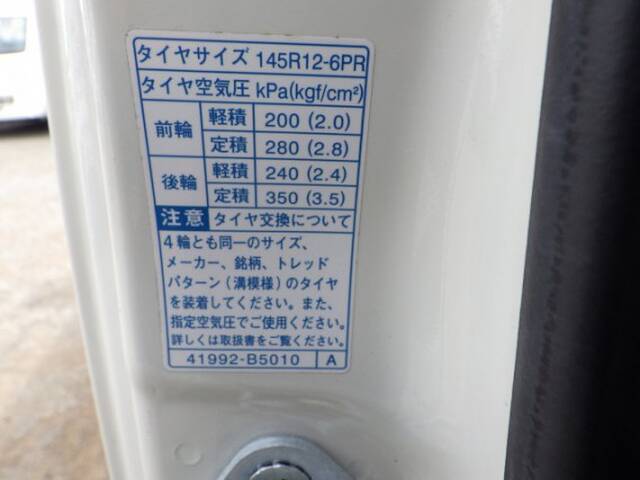 タイヤサイズ 145R12-6PR
タイヤ空気圧 kPa(kgf/cm²)
前輪 軽積 200 (2.0)
定積 280 (2.8)
後輪 軽積 240 (2.4)
定積 350 (3.5)
注意 タイヤ交換について
4輪とも同一のサイズ、
メーカー、銘柄、トレッド
パターン（溝模様）のタイヤ
を装着してください。また、
指定空気圧でご使用ください。
詳しくは取扱書をご覧ください。
41992-B5010 A